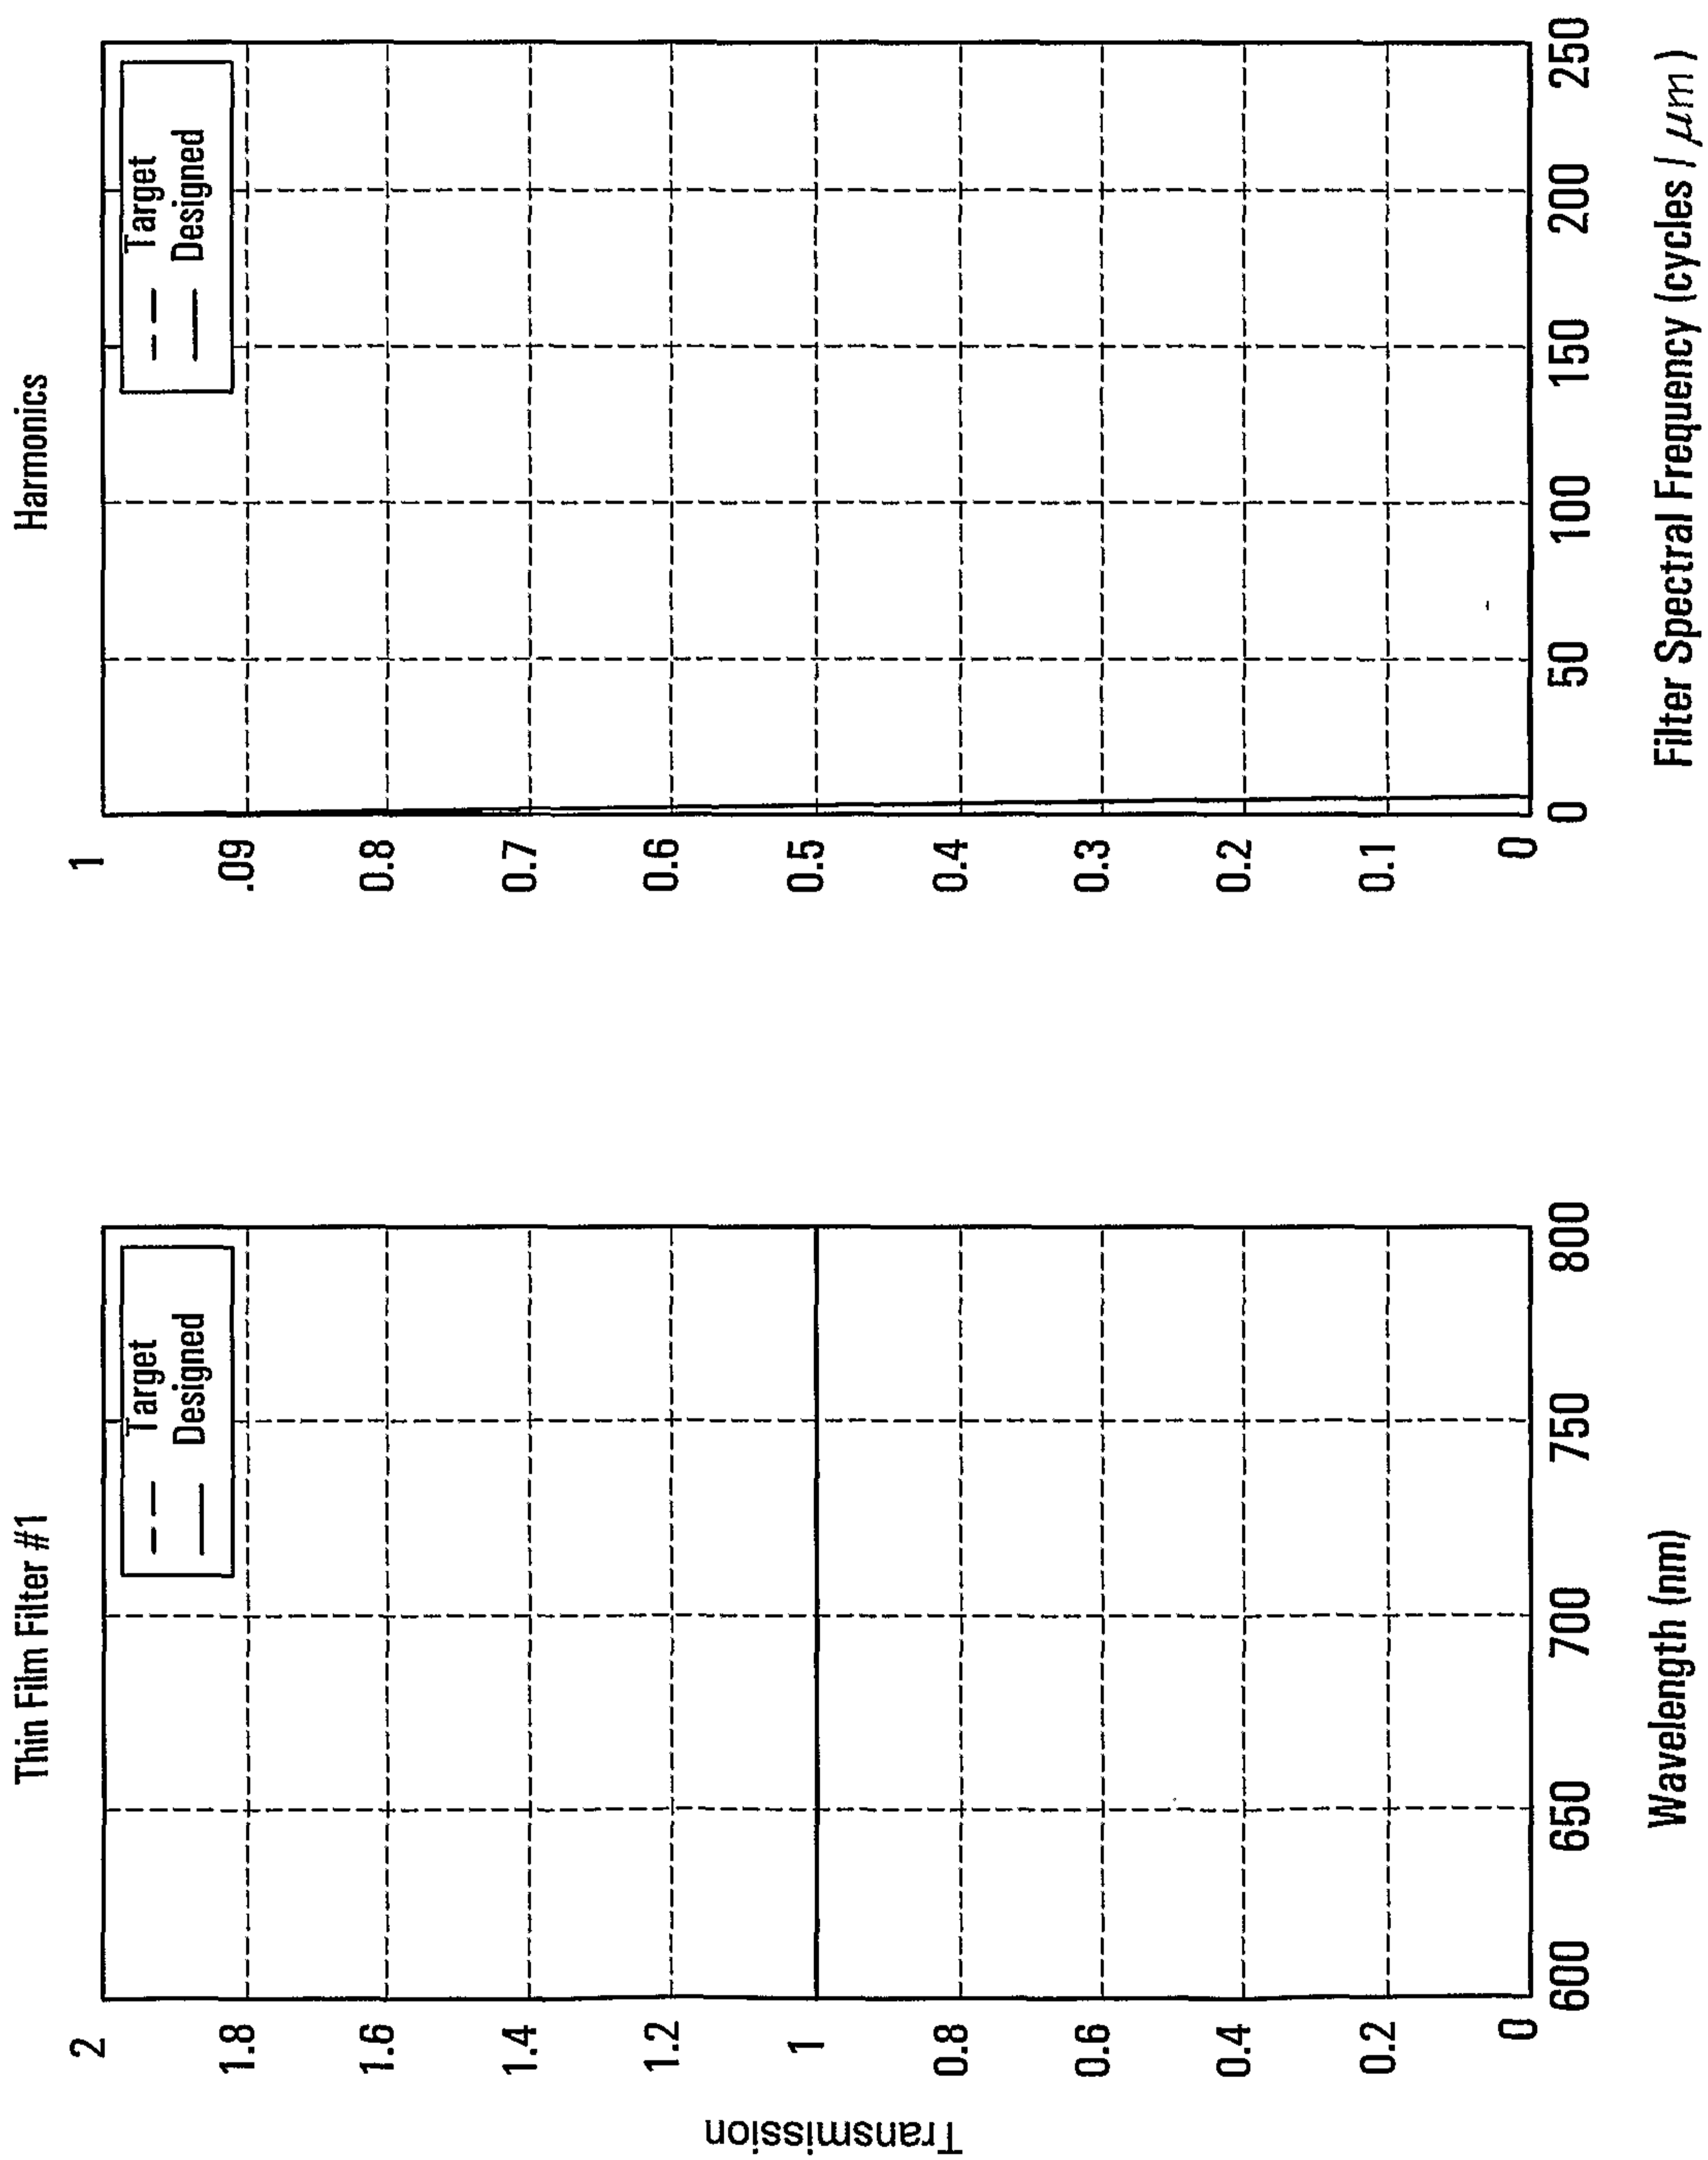 Thin Film Filter #1
Transmission
2
1.8
1.6
1.4
1.2
1
0.8
0.6
0.4
0.2
0
Target
Designed
600 650 700 750 800
Wavelength (nm)
Harmonics
1
.09
0.8
0.7
0.6
0.5
0.4
0.3
0.2
0.1
0
Target
Designed
0 50 100 150 200 250
Filter Spectral Frequency (cycles / μm)